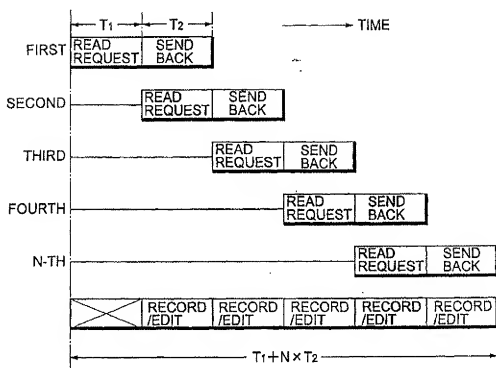 T₁ T₂ TIME
FIRST READ REQUEST SEND BACK
SECOND READ REQUEST SEND BACK
THIRD READ REQUEST SEND BACK
FOURTH READ REQUEST SEND BACK
N-TH READ REQUEST SEND BACK
RECORD /EDIT RECORD /EDIT RECORD /EDIT RECORD /EDIT RECORD /EDIT
T₁+N×T₂